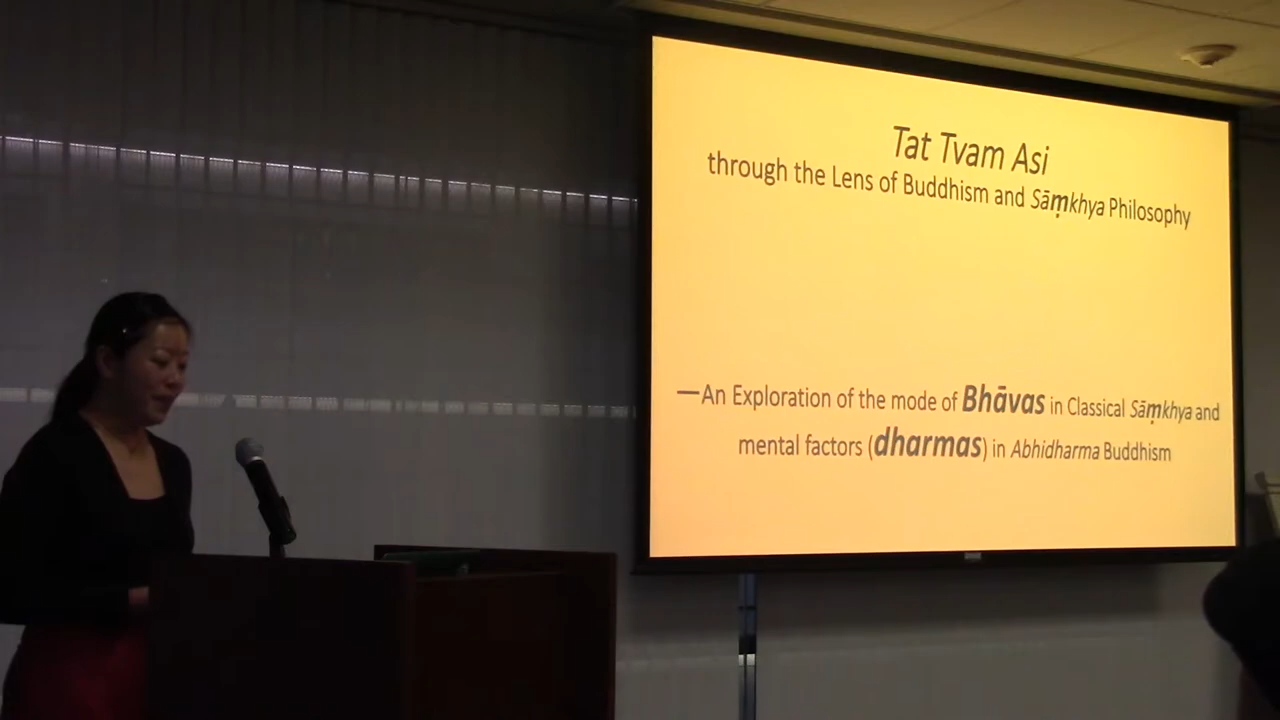 Tat Tvam Asi
through the Lens of Buddhism and Sāṃkhya Philosophy
—An Exploration of the mode of Bhāvas in Classical Sāṃkhya and
mental factors (dharmas) in Abhidharma Buddhism